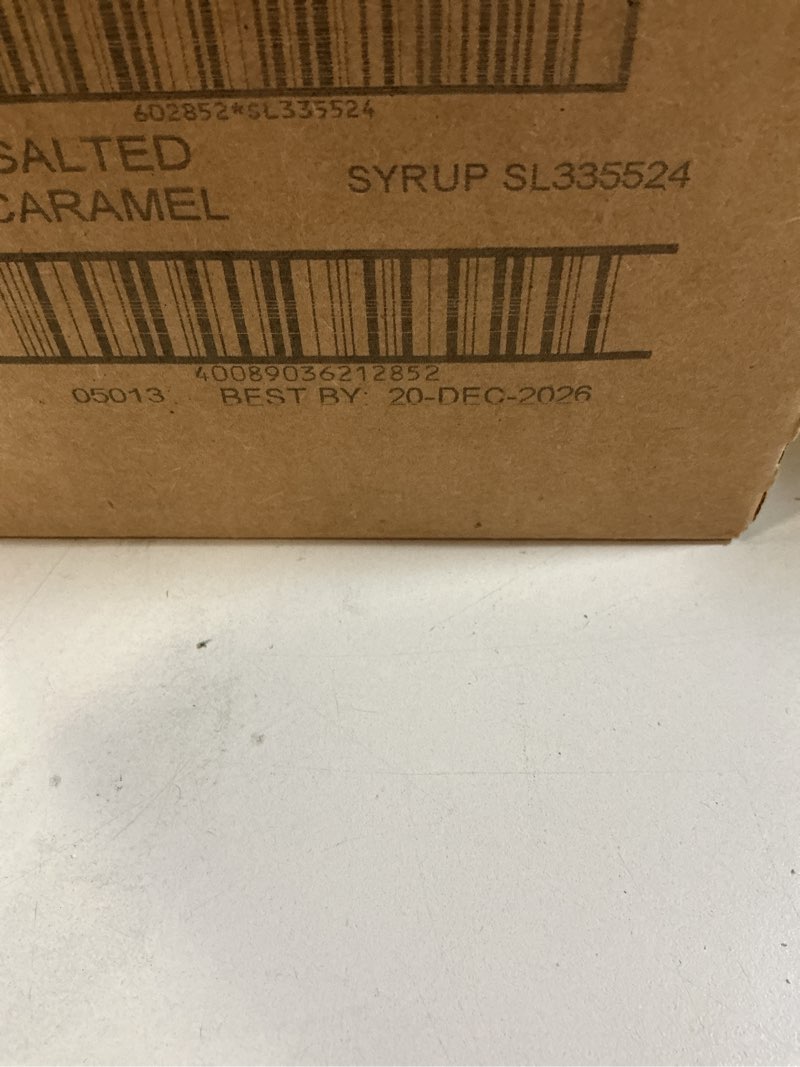 602852*SL335524
SALTED
CARAMEL
SYRUP SL335524
40089036212852
05013 BEST BY: 20-DEC-2026